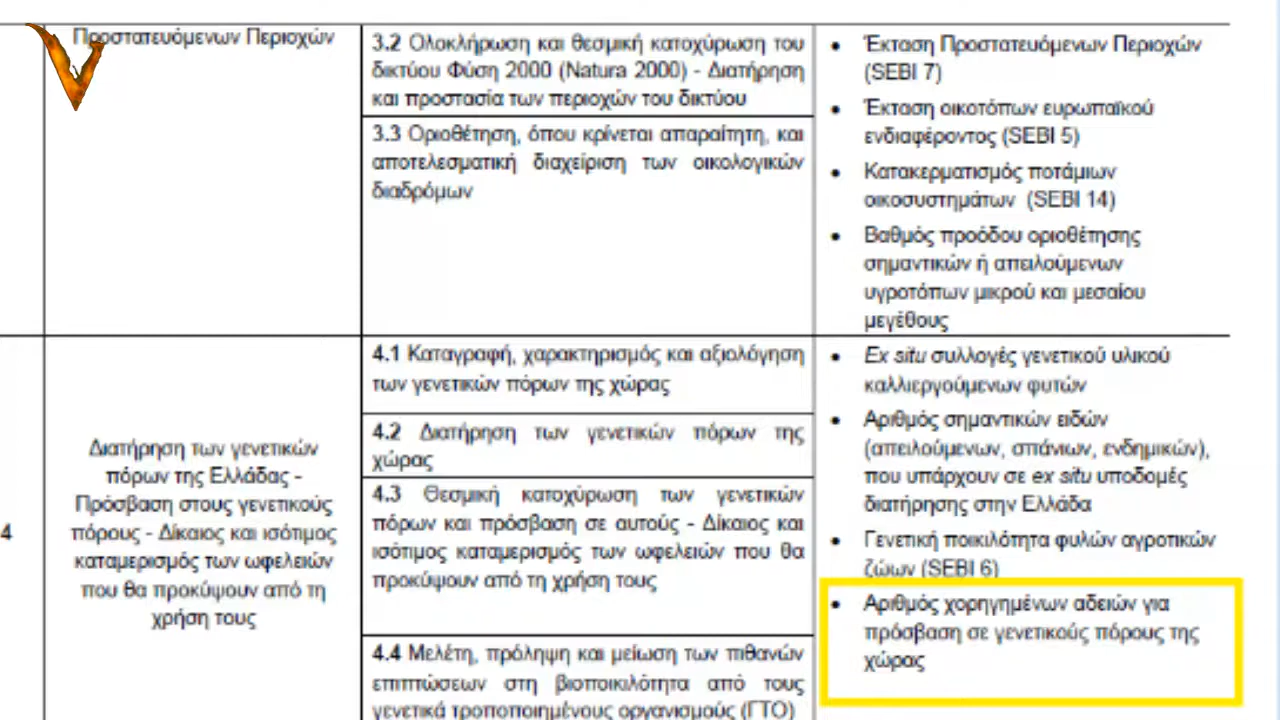 Προστατευόμενων Περιοχών
3.2 Ολοκλήρωση και θεσμική κατοχύρωση του
δικτύου Φύση 2000 (Natura 2000) - Διατήρηση
και προστασία των περιοχών του δικτύου
3.3 Οριοθέτηση, όπου κρίνεται απαραίτητη, και
αποτελεσματική διαχείριση των οικολογικών
διαδρόμων
• Έκταση Προστατευόμενων Περιοχών
(SEBI 7)
• Έκταση οικοτόπων ευρωπαϊκού
ενδιαφέροντος (SEBI 5)
• Κατακερματισμός ποτάμιων
οικοσυστημάτων (SEBI 14)
• Βαθμός προόδου οριοθέτησης
σημαντικών ή απειλούμενων
υγροτόπων μικρού και μεσαίου
μεγέθους
4
Διατήρηση των γενετικών
πόρων της Ελλάδας -
Πρόσβαση στους γενετικούς
πόρους - Δίκαιος και ισότιμος
καταμερισμός των ωφελειών
που θα προκύψουν από τη
χρήση τους
4.1 Καταγραφή, χαρακτηρισμός και αξιολόγηση
των γενετικών πόρων της χώρας
4.2 Διατήρηση των γενετικών πόρων της
χώρας
4.3 Θεσμική κατοχύρωση των γενετικών
πόρων και πρόσβαση σε αυτούς - Δίκαιος και
ισότιμος καταμερισμός των ωφελειών που θα
προκύψουν από τη χρήση τους
4.4 Μελέτη, πρόληψη και μείωση των πιθανών
επιπτώσεων στη βιοποικιλότητα από τους
γενετικά τροποποιημένους οργανισμούς (ΓΤΟ)
• Ex situ συλλογές γενετικού υλικού
καλλιεργούμενων φυτών
• Αριθμός σημαντικών ειδών
(απειλούμενων, σπάνιων, ενδημικών),
που υπάρχουν σε ex situ υποδομές
διατήρησης στην Ελλάδα
• Γενετική ποικιλότητα φυλών αγροτικών
ζώων (SEBI 6)
• Αριθμός χορηγημένων αδειών για
πρόσβαση σε γενετικούς πόρους της
χώρας